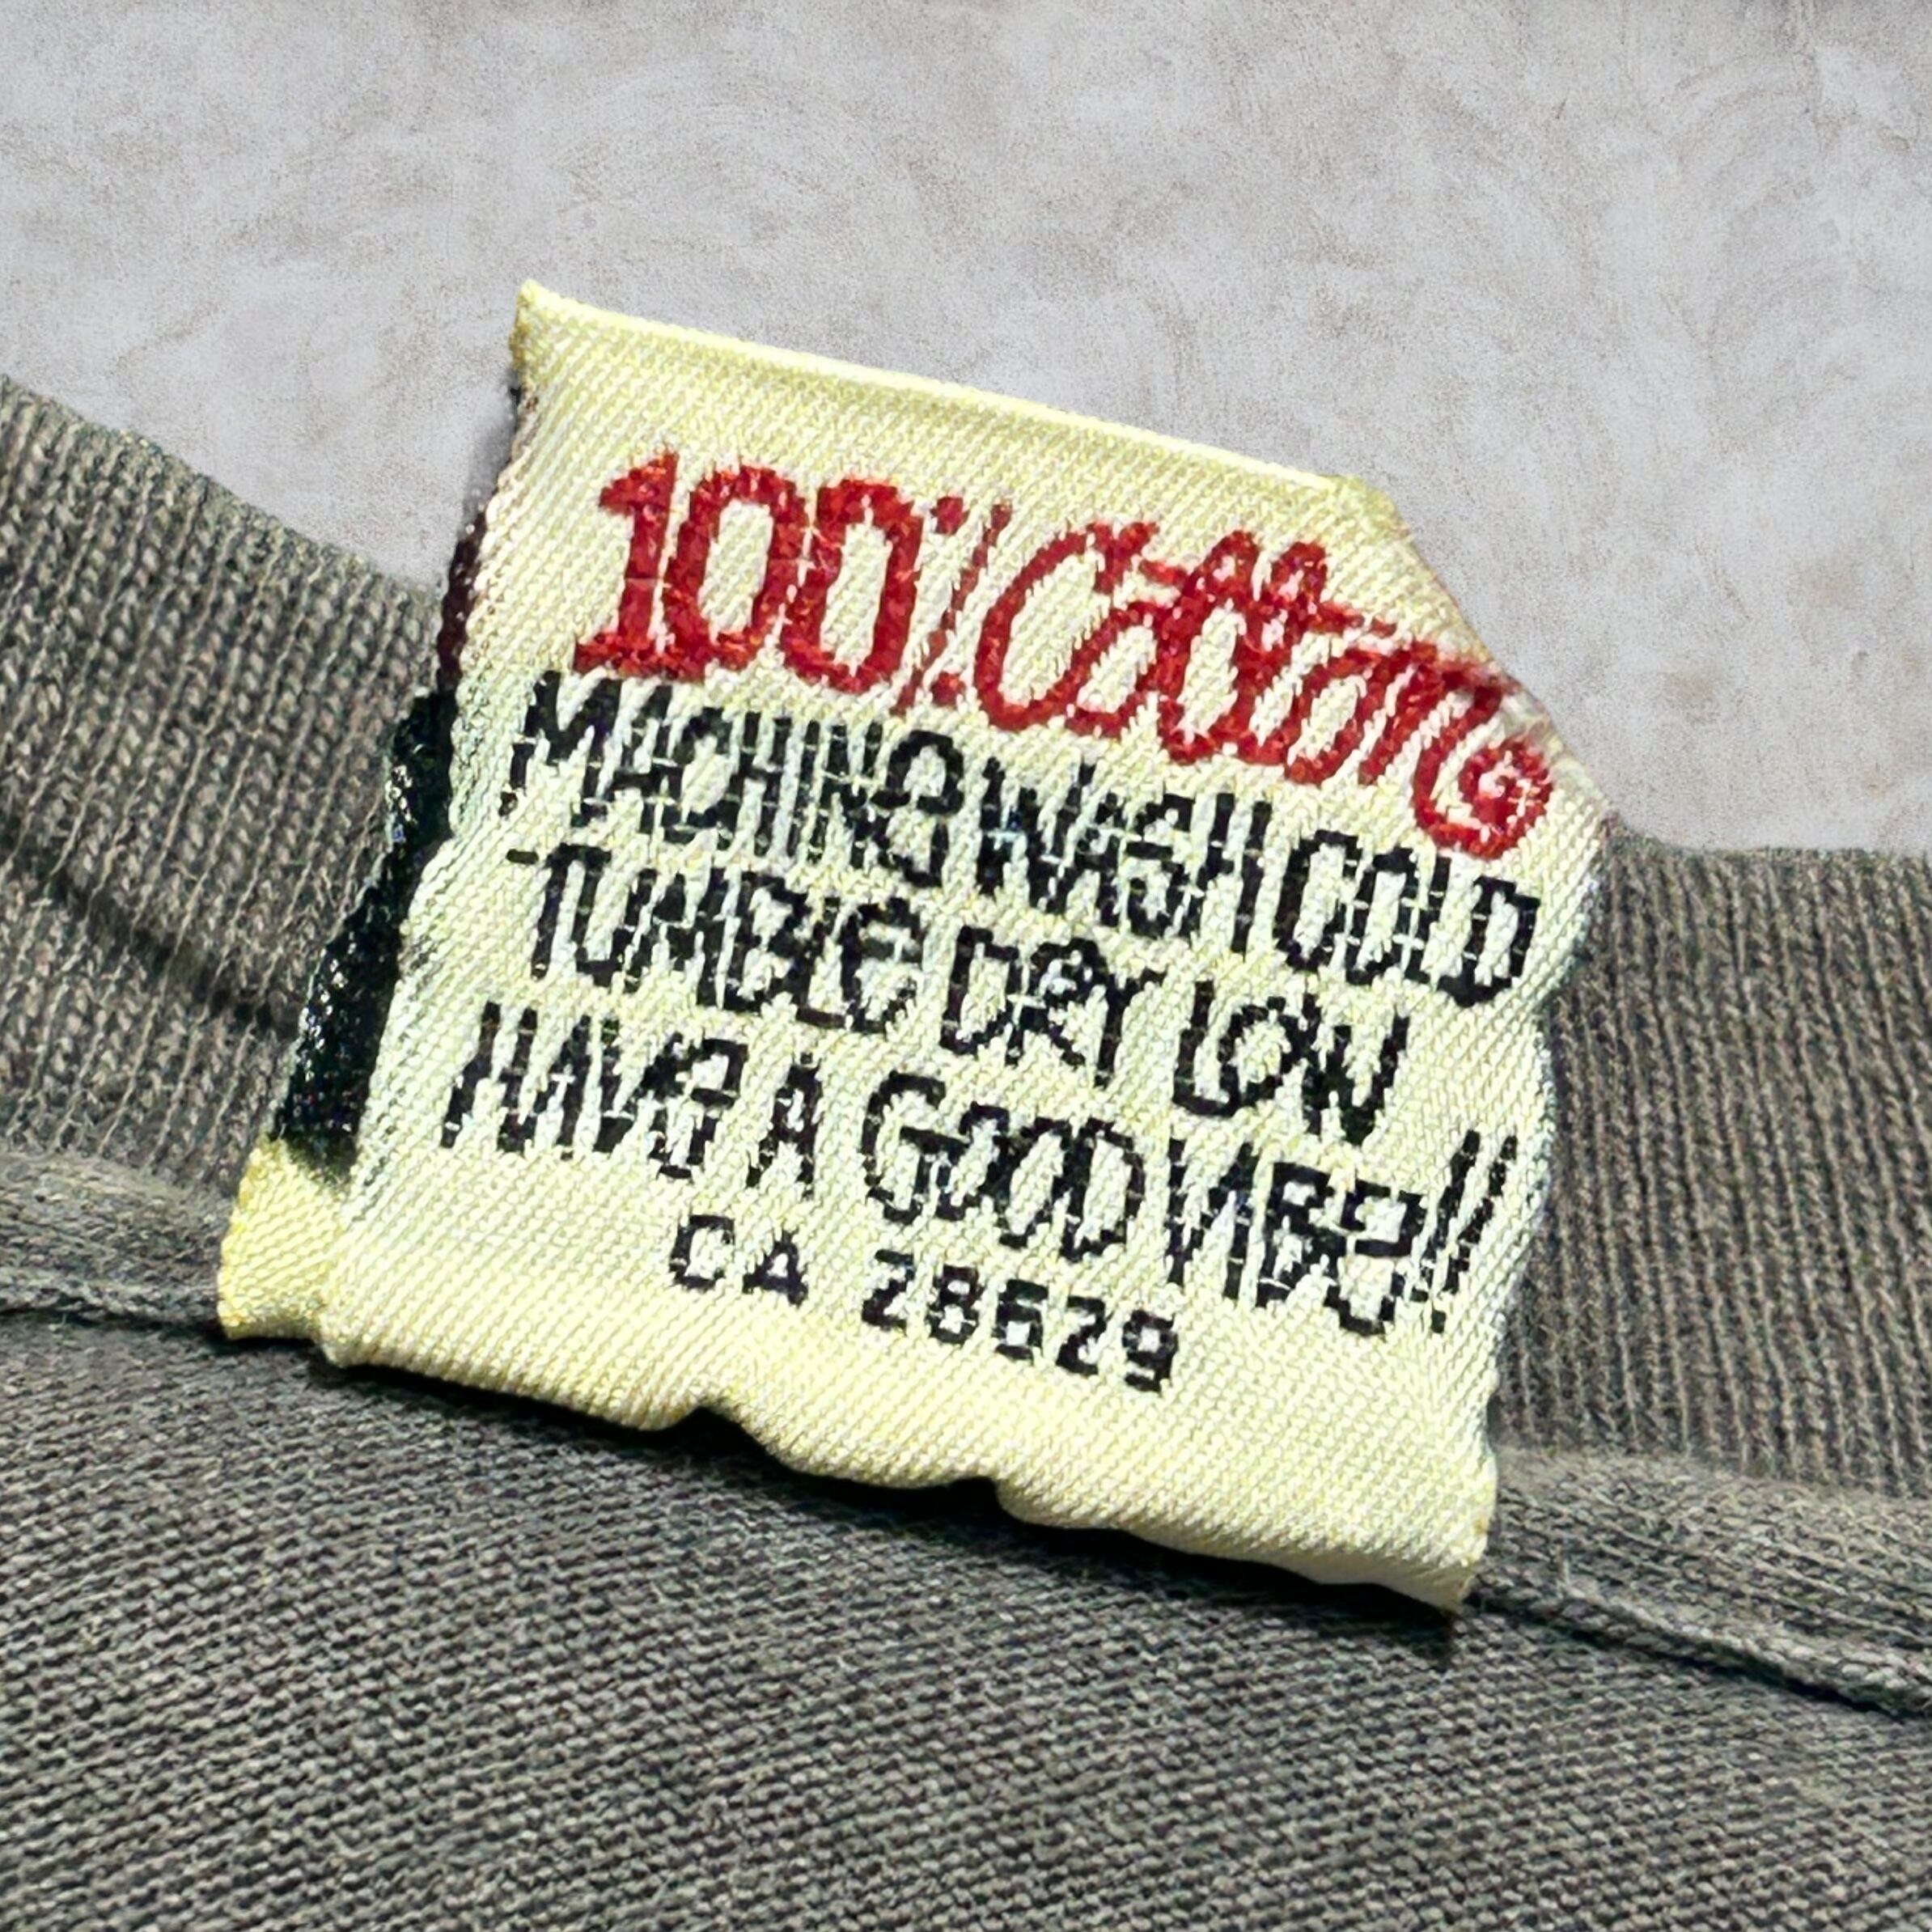 100% Cotton
MACHINE WASH COLD
TUMBLE DRY LOW
HAVE A GOOD VIBE!!
CA 28629